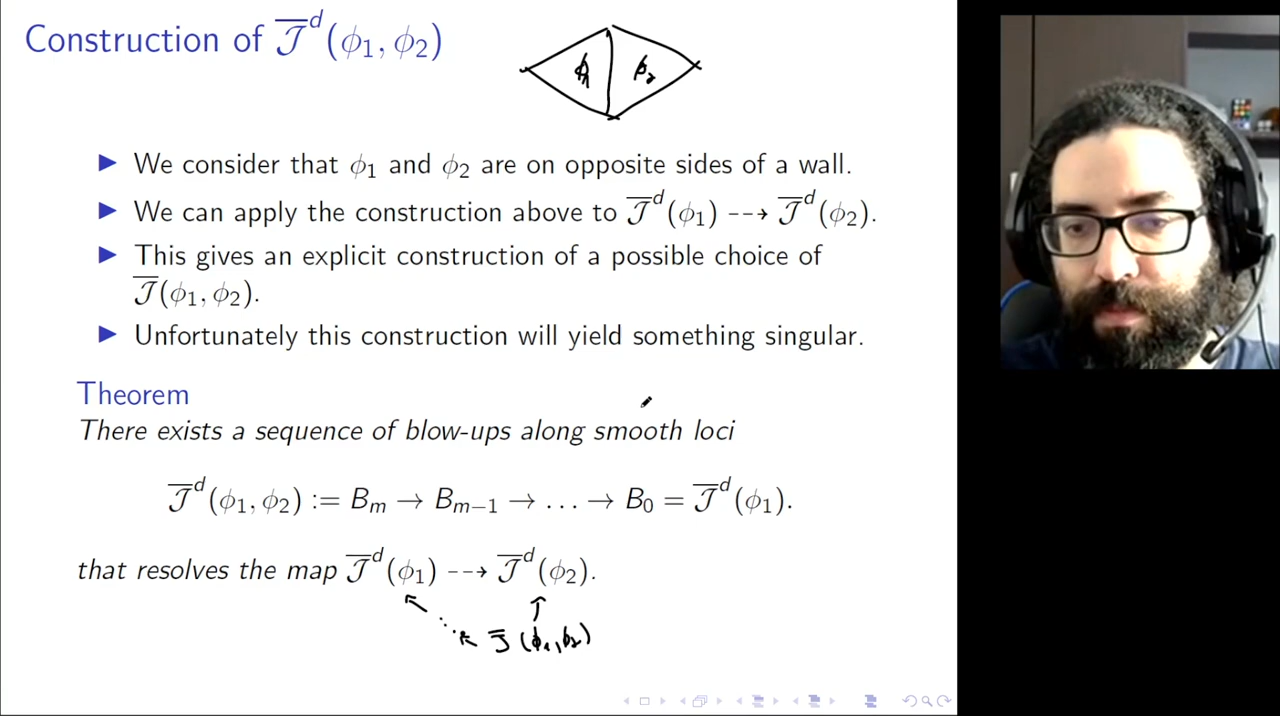 Construction of 𝒥̅ᵈ(ϕ₁, ϕ₂)
ϕ₁ ϕ₂
▶ We consider that ϕ₁ and ϕ₂ are on opposite sides of a wall.
▶ We can apply the construction above to 𝒥̅ᵈ(ϕ₁) ⇢ 𝒥̅ᵈ(ϕ₂).
▶ This gives an explicit construction of a possible choice of
𝒥̅(ϕ₁, ϕ₂).
▶ Unfortunately this construction will yield something singular.
Theorem
There exists a sequence of blow-ups along smooth loci
𝒥̅ᵈ(ϕ₁, ϕ₂) := Bₘ → Bₘ₋₁ → … → B₀ = 𝒥̅ᵈ(ϕ₁).
that resolves the map 𝒥̅ᵈ(ϕ₁) ⇢ 𝒥̅ᵈ(ϕ₂).
J̅(ϕ₁,ϕ₂)